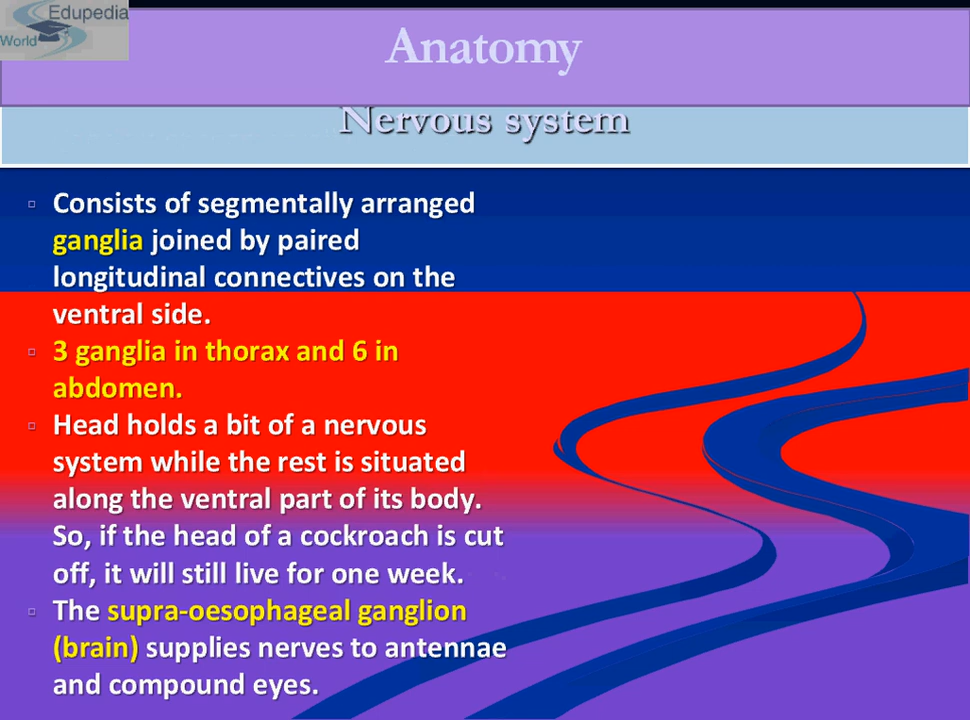 Edupedia
World
Anatomy
Nervous system
Consists of segmentally arranged
ganglia joined by paired
longitudinal connectives on the
ventral side.
3 ganglia in thorax and 6 in
abdomen.
Head holds a bit of a nervous
system while the rest is situated
along the ventral part of its body.
So, if the head of a cockroach is cut
off, it will still live for one week.
The supra-oesophageal ganglion
(brain) supplies nerves to antennae
and compound eyes.